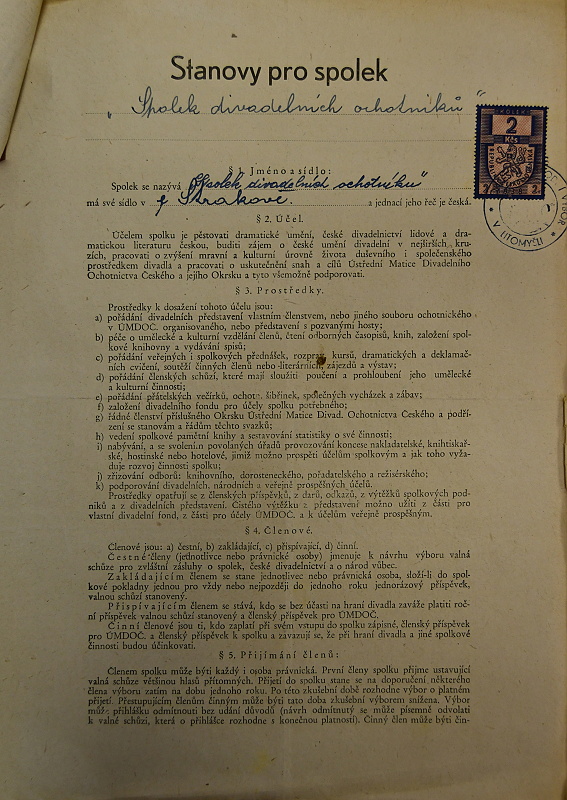 Stanovy pro spolek
„Spolek divadelních ochotníků"
§ 1. Jméno a sídlo:
Spolek se nazývá „Spolek divadelních ochotníků"
má své sídlo v Strakově. a jednací jeho řeč je česká.
2
Kčs
V LITOMYŠLI
§ 2. Účel.
Účelem spolku je pěstovati dramatické umění, české divadelnictví lidové a dra-
matickou literaturu českou, buditi zájem o české umění divadelní v nejširších kru-
zích, pracovati o zvýšení mravní a kulturní úrovně života duševního i společenského
prostředkem divadla a pracovati o uskutečnění snah a cílů Ústřední Matice Divadelního
Ochotnictva Českého a jejího Okrsku a tyto všemožně podporovati.
§ 3. Prostředky.
Prostředky k dosažení tohoto účelu jsou:
a) pořádání divadelních představení vlastním členstvem, nebo jiného souboru ochotnického
v ÚMDOČ. organisovaného, nebo představení s pozvanými hosty;
b) péče o umělecké a kulturní vzdělání členů, čtení odborných časopisů, knih, založení spol-
kové knihovny a vydávání spisů;
c) pořádání veřejných i spolkových přednášek, rozprav, kursů, dramatických a deklamač-
ních cvičení, soutěží činných členů nebo literárních, zájezdů a výstav;
d) pořádání členských schůzí, které mají sloužiti poučení a prohloubení jeho umělecké
a kulturní činnosti;
e) pořádání přátelských večírků, ochot. šibřinek, společných vycházek a zábav;
f) založení divadelního fondu pro účely spolku potřebného;
g) řádné členství příslušného Okrsku Ústřední Matice Divad. Ochotnictva Českého a podří-
zení se stanovám a řádům těchto svazků;
h) vedení spolkové pamětní knihy a sestavování statistiky o své činnosti;
i) nabývání, a se svolením povolaných úřadů provozování koncese nakladatelské, knihtiskař-
ské, hostinské nebo hotelové, jimiž možno prospěti účelům spolkovým a jak toho vyža-
duje rozvoj činnosti spolku;
j) zřizování odborů: knihovního, dorosteneckého, pořadatelského a režisérského;
k) podporování divadelních, národních a veřejně prospěšných účelů.
Prostředky opatřují se z členských příspěvků, z darů, odkazů, z výtěžků spolkových pod-
niků a z divadelních představení. Čistého výtěžku z představení možno užíti z části pro
vlastní divadelní fond, z části pro účely ÚMDOČ. a k účelům veřejně prospěšným.
§ 4. Členové.
Členové jsou: a) čestní, b) zakládající, c) přispívající, d) činní.
Čestné členy (jednotlivce nebo právnické osoby) jmenuje k návrhu výboru valná
schůze pro zvláštní zásluhy o spolek, české divadelnictví a o národ vůbec.
Zakládajícím členem se stane jednotlivec nebo právnická osoba, složí-li do spol-
kové pokladny jednou pro vždy nebo nejpozději do jednoho roku jednorázový příspěvek,
valnou schůzí stanovený.
Přispívajícím členem se stává, kdo se bez účasti na hraní divadla zaváže platiti roč-
ní příspěvek valnou schůzí stanovený a členský příspěvek pro ÚMDOČ.
Činní členové jsou ti, kdo zaplatí při svém vstupu do spolku zápisné, členský příspěvek
pro ÚMDOČ. a členský příspěvek k spolku a zavazují se, že při hraní divadla a jiné spolkové
činnosti budou účinkovati.
§ 5. Přijímání členů:
Členem spolku může býti každý i osoba právnická. První členy spolku přijme ustavující
valná schůze většinou hlasů přítomných. Přijetí do spolku stane se na doporučení některého
člena výboru zatím na dobu jednoho roku. Po této zkušební době rozhodne výbor o platném
přijetí. Přestupujícím členům činným může býti tato doba zkušební výborem snížena. Výbor
může přihlášku odmítnouti bez udání důvodů (návrh odmítnutý se může písemně odvolati
k valné schůzi, která o přihlášce rozhodne s konečnou platností). Činný člen může býti čin-